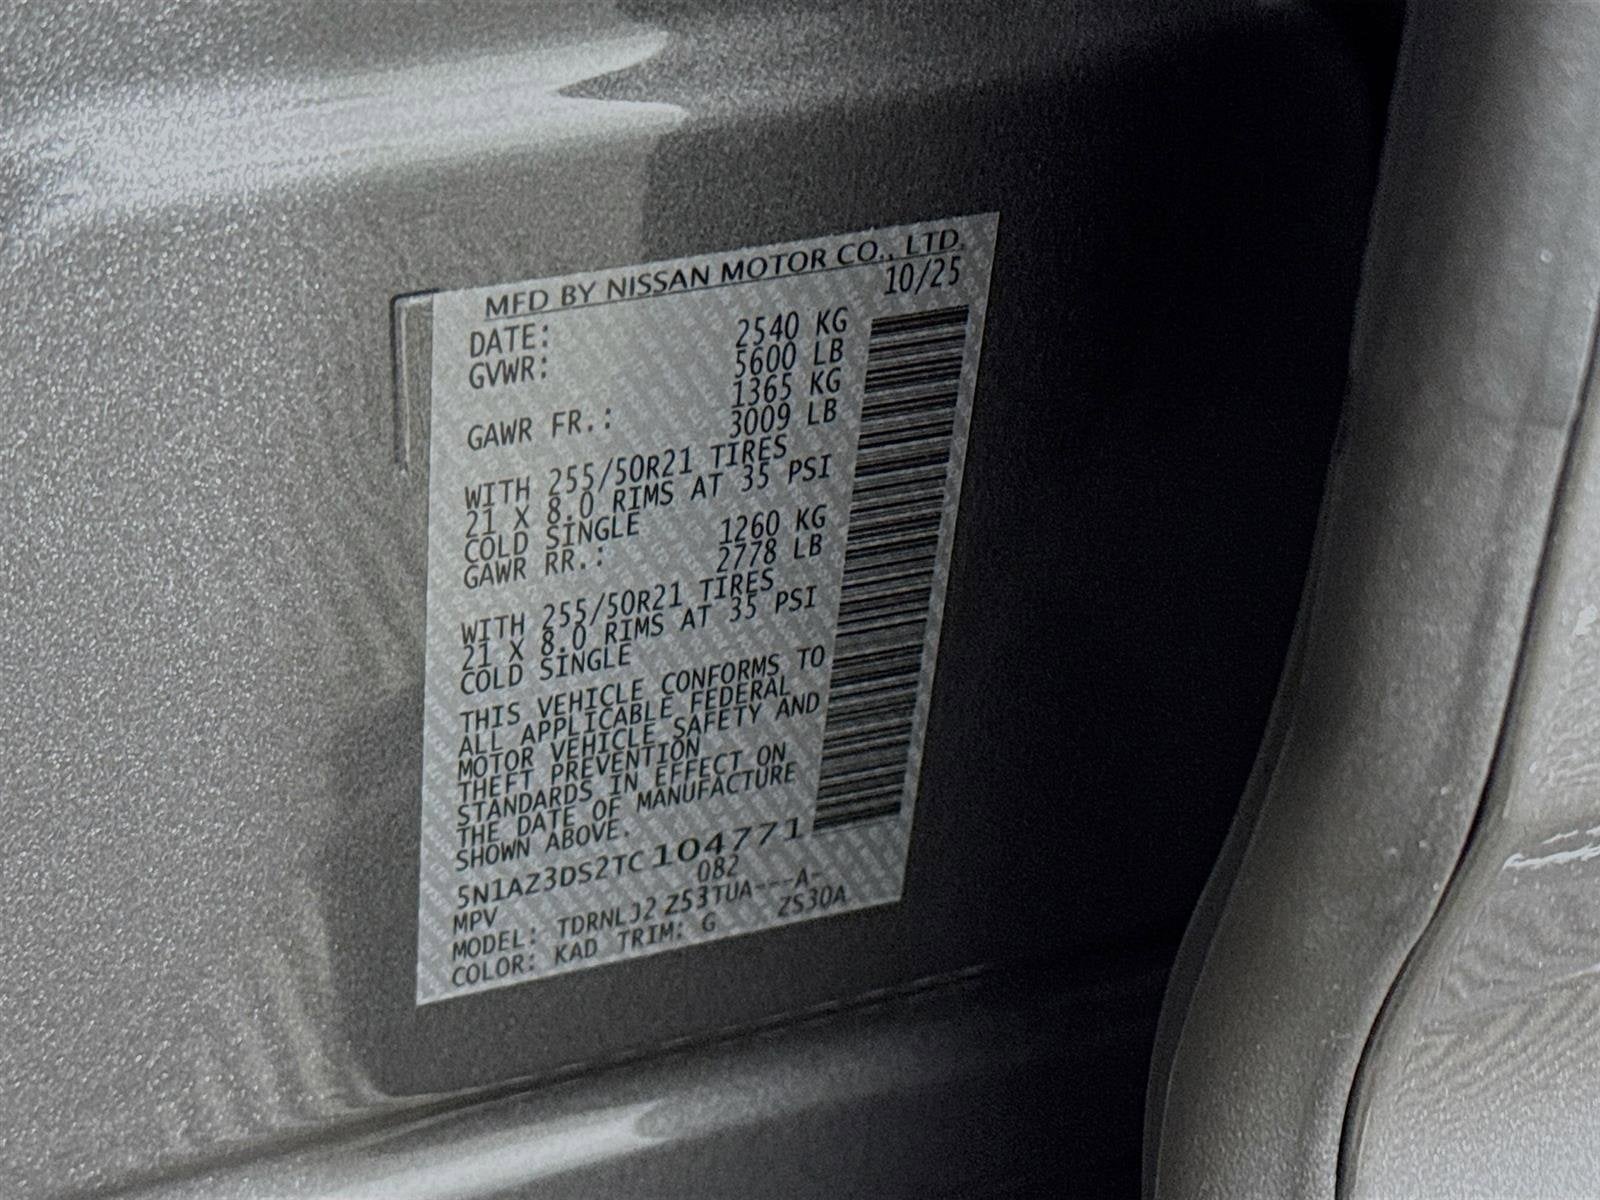 MFD BY NISSAN MOTOR CO., LTD.
DATE: 10/25
GVWR: 2540 KG
5600 LB
GAWR FR.: 1365 KG
3009 LB
WITH 255/50R21 TIRES
21 X 8.0 RIMS AT 35 PSI
COLD SINGLE
GAWR RR.: 1260 KG
2778 LB
WITH 255/50R21 TIRES
21 X 8.0 RIMS AT 35 PSI
COLD SINGLE
THIS VEHICLE CONFORMS TO
ALL APPLICABLE FEDERAL
MOTOR VEHICLE SAFETY AND
THEFT PREVENTION
STANDARDS IN EFFECT ON
THE DATE OF MANUFACTURE
SHOWN ABOVE.
5N1AZ3DS2TC104771
MPV 082
MODEL: TDRNLJ2 Z53TUA---A-
COLOR: KAD TRIM: G ZS30A